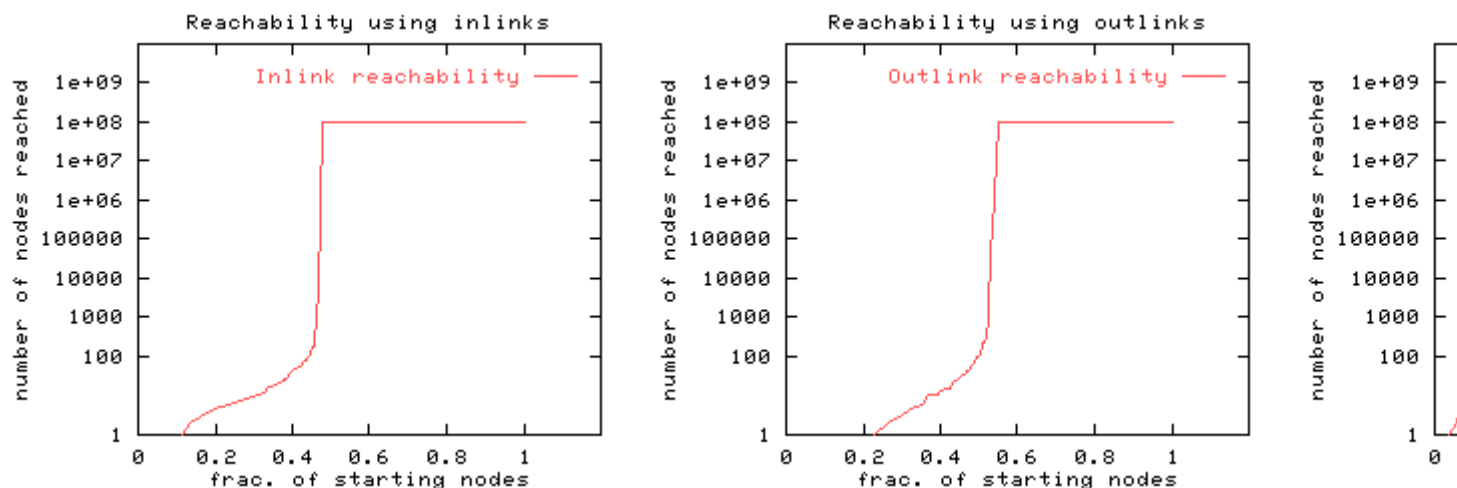 Reachability using inlinks
number of nodes reached
Inlink reachability
1e+09
1e+08
1e+07
1e+06
100000
10000
1000
100
1
0 0.2 0.4 0.6 0.8 1
frac. of starting nodes
Reachability using outlinks
number of nodes reached
Outlink reachability
1e+09
1e+08
1e+07
1e+06
100000
10000
1000
100
1
0 0.2 0.4 0.6 0.8 1
frac. of starting nodes
number of nodes reached
1e+09
1e+08
1e+07
1e+06
100000
10000
1000
100
1
0